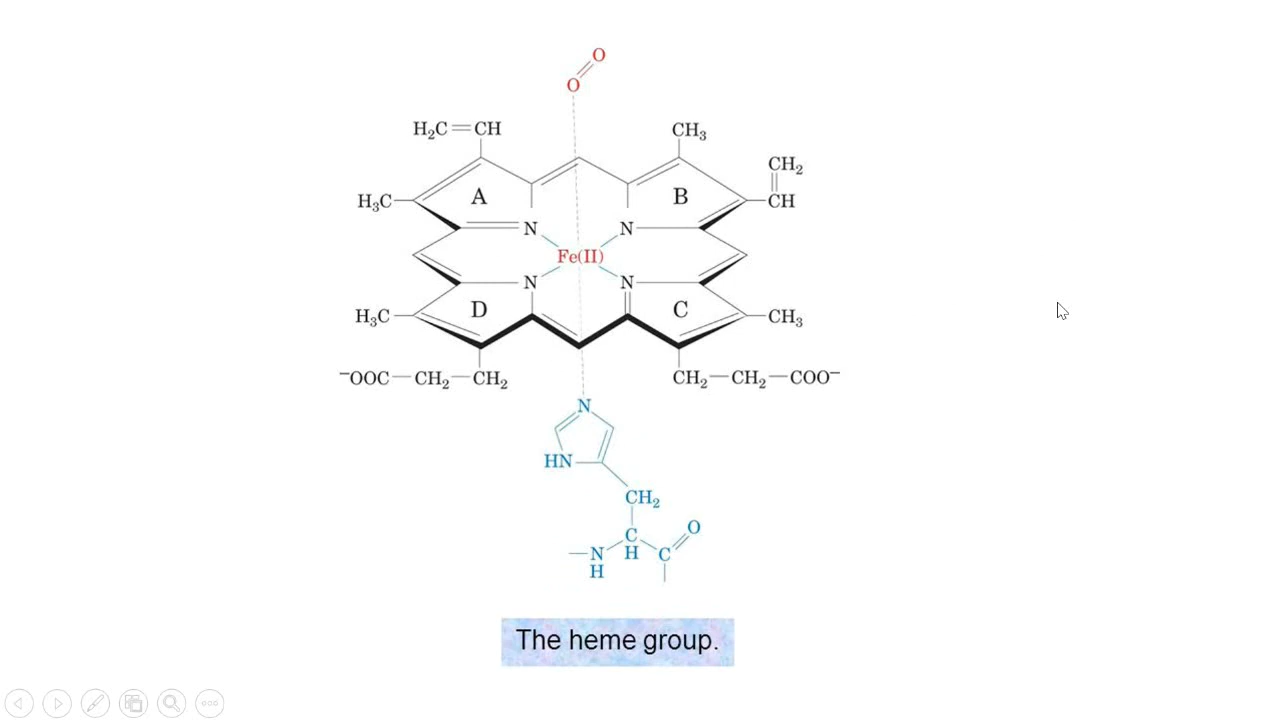 O
O
H₂C=CH
CH₃
CH₂
H₃C
A
B
CH
N
N
Fe(II)
N
N
H₃C
D
C
CH₃
⁻OOC—CH₂—CH₂
CH₂—CH₂—COO⁻
N
HN
CH₂
O
C
—N
H
C
H
The heme group.